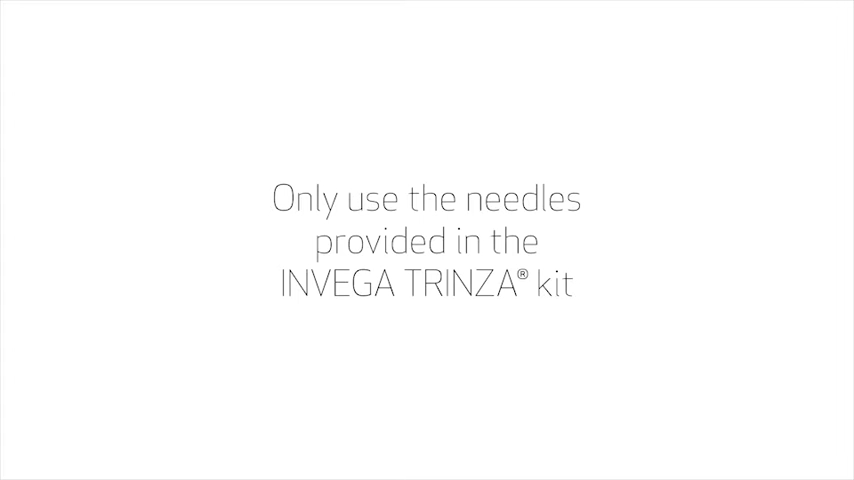 Only use the needles
provided in the
INVEGA TRINZA® kit